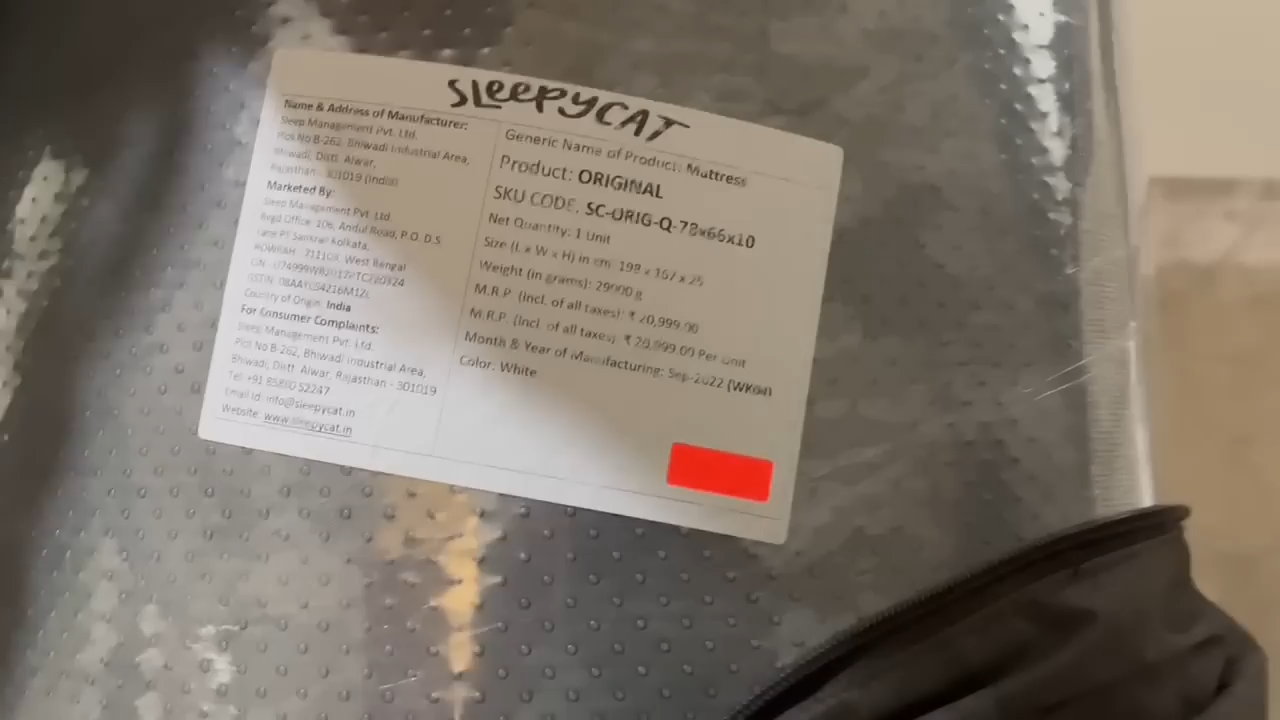 SLEEPYCAT
Name & Address of Manufacturer:
Sleep Management Pvt. Ltd.
Plot No B-262, Bhiwadi Industrial Area,
Bhiwadi, Distt. Alwar,
Rajasthan - 301019 (India)
Marketed By:
Sleep Management Pvt. Ltd.
Regd Office: 106, Andul Road, P.O. D.S.
Lane PT Sankrail Kolkata,
HOWRAH - West Bengal
Country of Origin: India
For Consumer Complaints:
Sleep Management Pvt. Ltd.
Plot No B-262, Bhiwadi Industrial Area,
Bhiwadi, Distt. Alwar, Rajasthan - 301019
Tel: +91 85800 52247
Email Id: info@sleepycat.in
Website: www.sleepycat.in
Generic Name of Product: Mattress
Product: ORIGINAL
SKU CODE: SC-ORIG-Q-78x66x10
Net Quantity: 1 Unit
Size (L x W x H) in cm: 198 x 167 x 25
Weight (in grams): 29000 g
M.R.P. (Incl. of all taxes): ₹ 20,999.00
M.R.P. (Incl. of all taxes): ₹ 20,999.00 Per Unit
Month & Year of Manufacturing: Sep-2022 (WK04)
Color: White